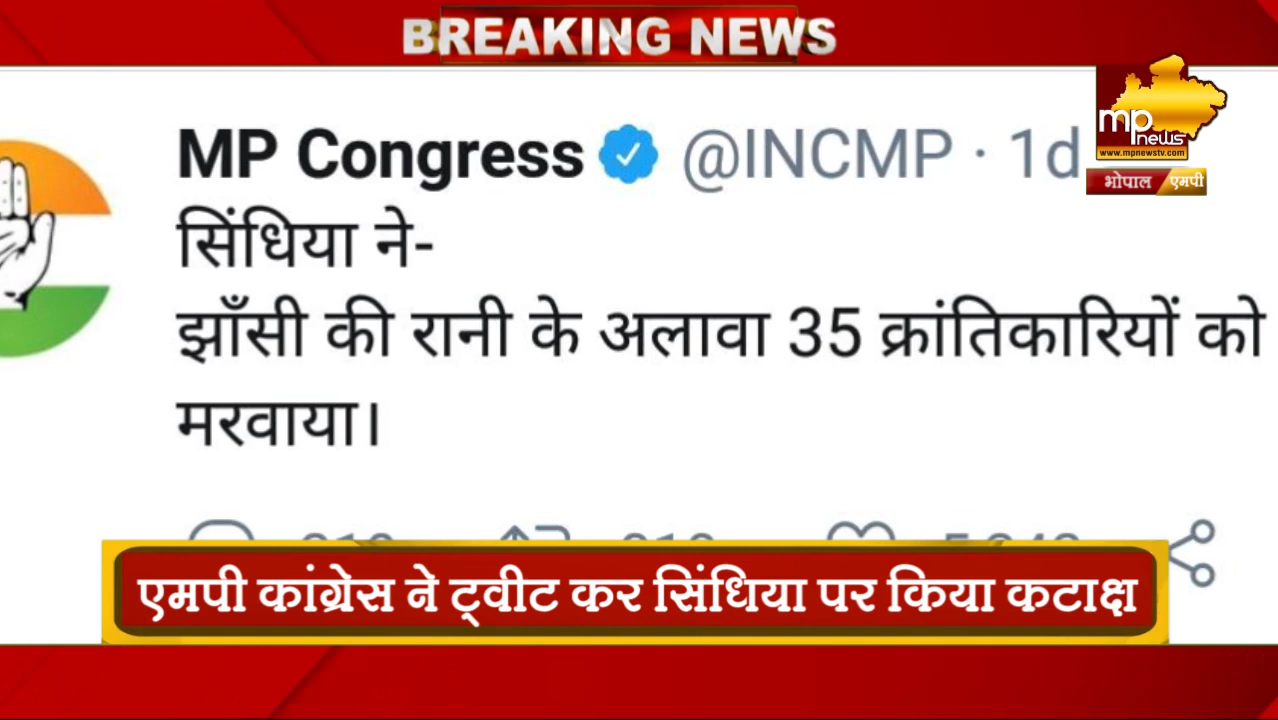 BREAKING NEWS
mp
news
www.mpnewstv.com
भोपाल एमपी
MP Congress @INCMP · 1d
सिंधिया ने-
झाँसी की रानी के अलावा 35 क्रांतिकारियों को
मरवाया।
एमपी कांग्रेस ने ट्वीट कर सिंधिया पर किया कटाक्ष